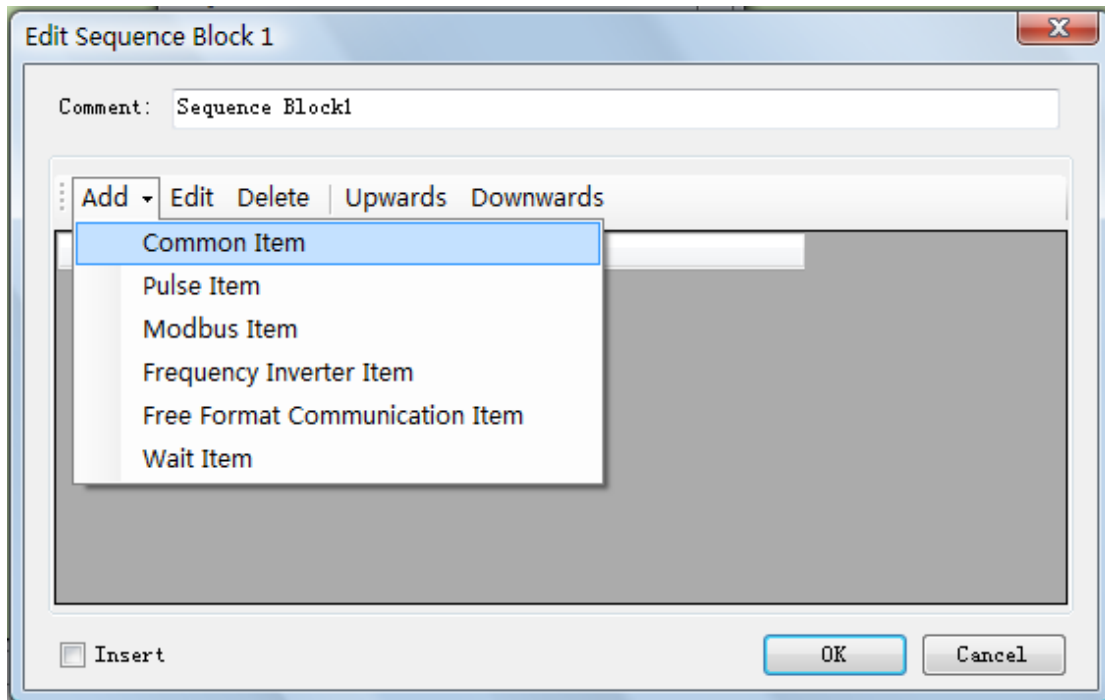 Edit Sequence Block 1
Comment: Sequence Block1
Add Edit Delete Upwards Downwards
Common Item
Pulse Item
Modbus Item
Frequency Inverter Item
Free Format Communication Item
Wait Item
Insert OK Cancel